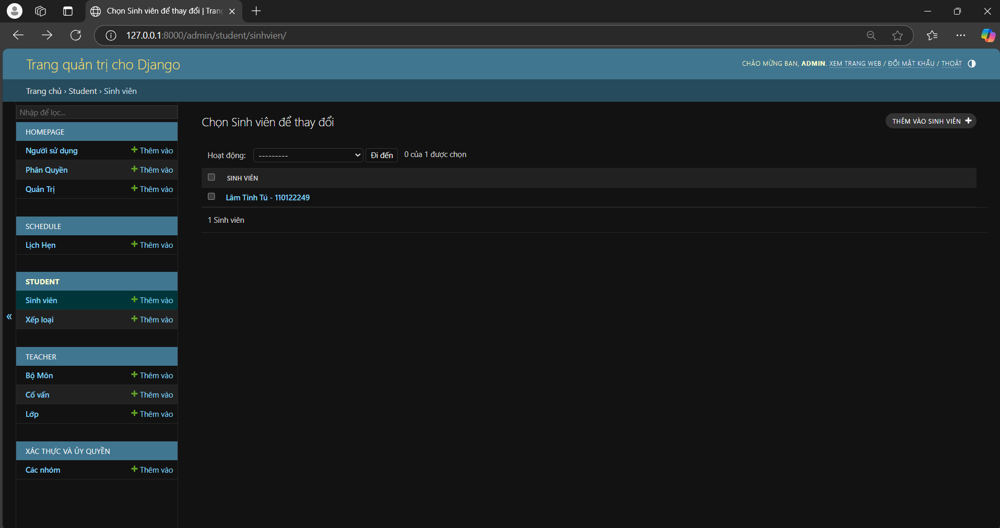 Chọn Sinh viên để thay đổi | Tran
127.0.0.1:8000/admin/student/sinhvien/
Trang quản trị cho Django
CHÀO MỪNG BẠN, ADMIN. XEM TRANG WEB / ĐỔI MẬT KHẨU / THOÁT
Trang chủ › Student › Sinh viên
Nhập để lọc...
HOMEPAGE
Người sử dụng + Thêm vào
Phân Quyền + Thêm vào
Quản Trị + Thêm vào
SCHEDULE
Lịch Hẹn + Thêm vào
STUDENT
Sinh viên + Thêm vào
Xếp loại + Thêm vào
TEACHER
Bộ Môn + Thêm vào
Cố vấn + Thêm vào
Lớp + Thêm vào
XÁC THỰC VÀ ỦY QUYỀN
Các nhóm + Thêm vào
«
Chọn Sinh viên để thay đổi
THÊM VÀO SINH VIÊN +
Hoạt động: --------- Đi đến 0 của 1 được chọn
SINH VIÊN
Lâm Tinh Tú - 110122249
1 Sinh viên